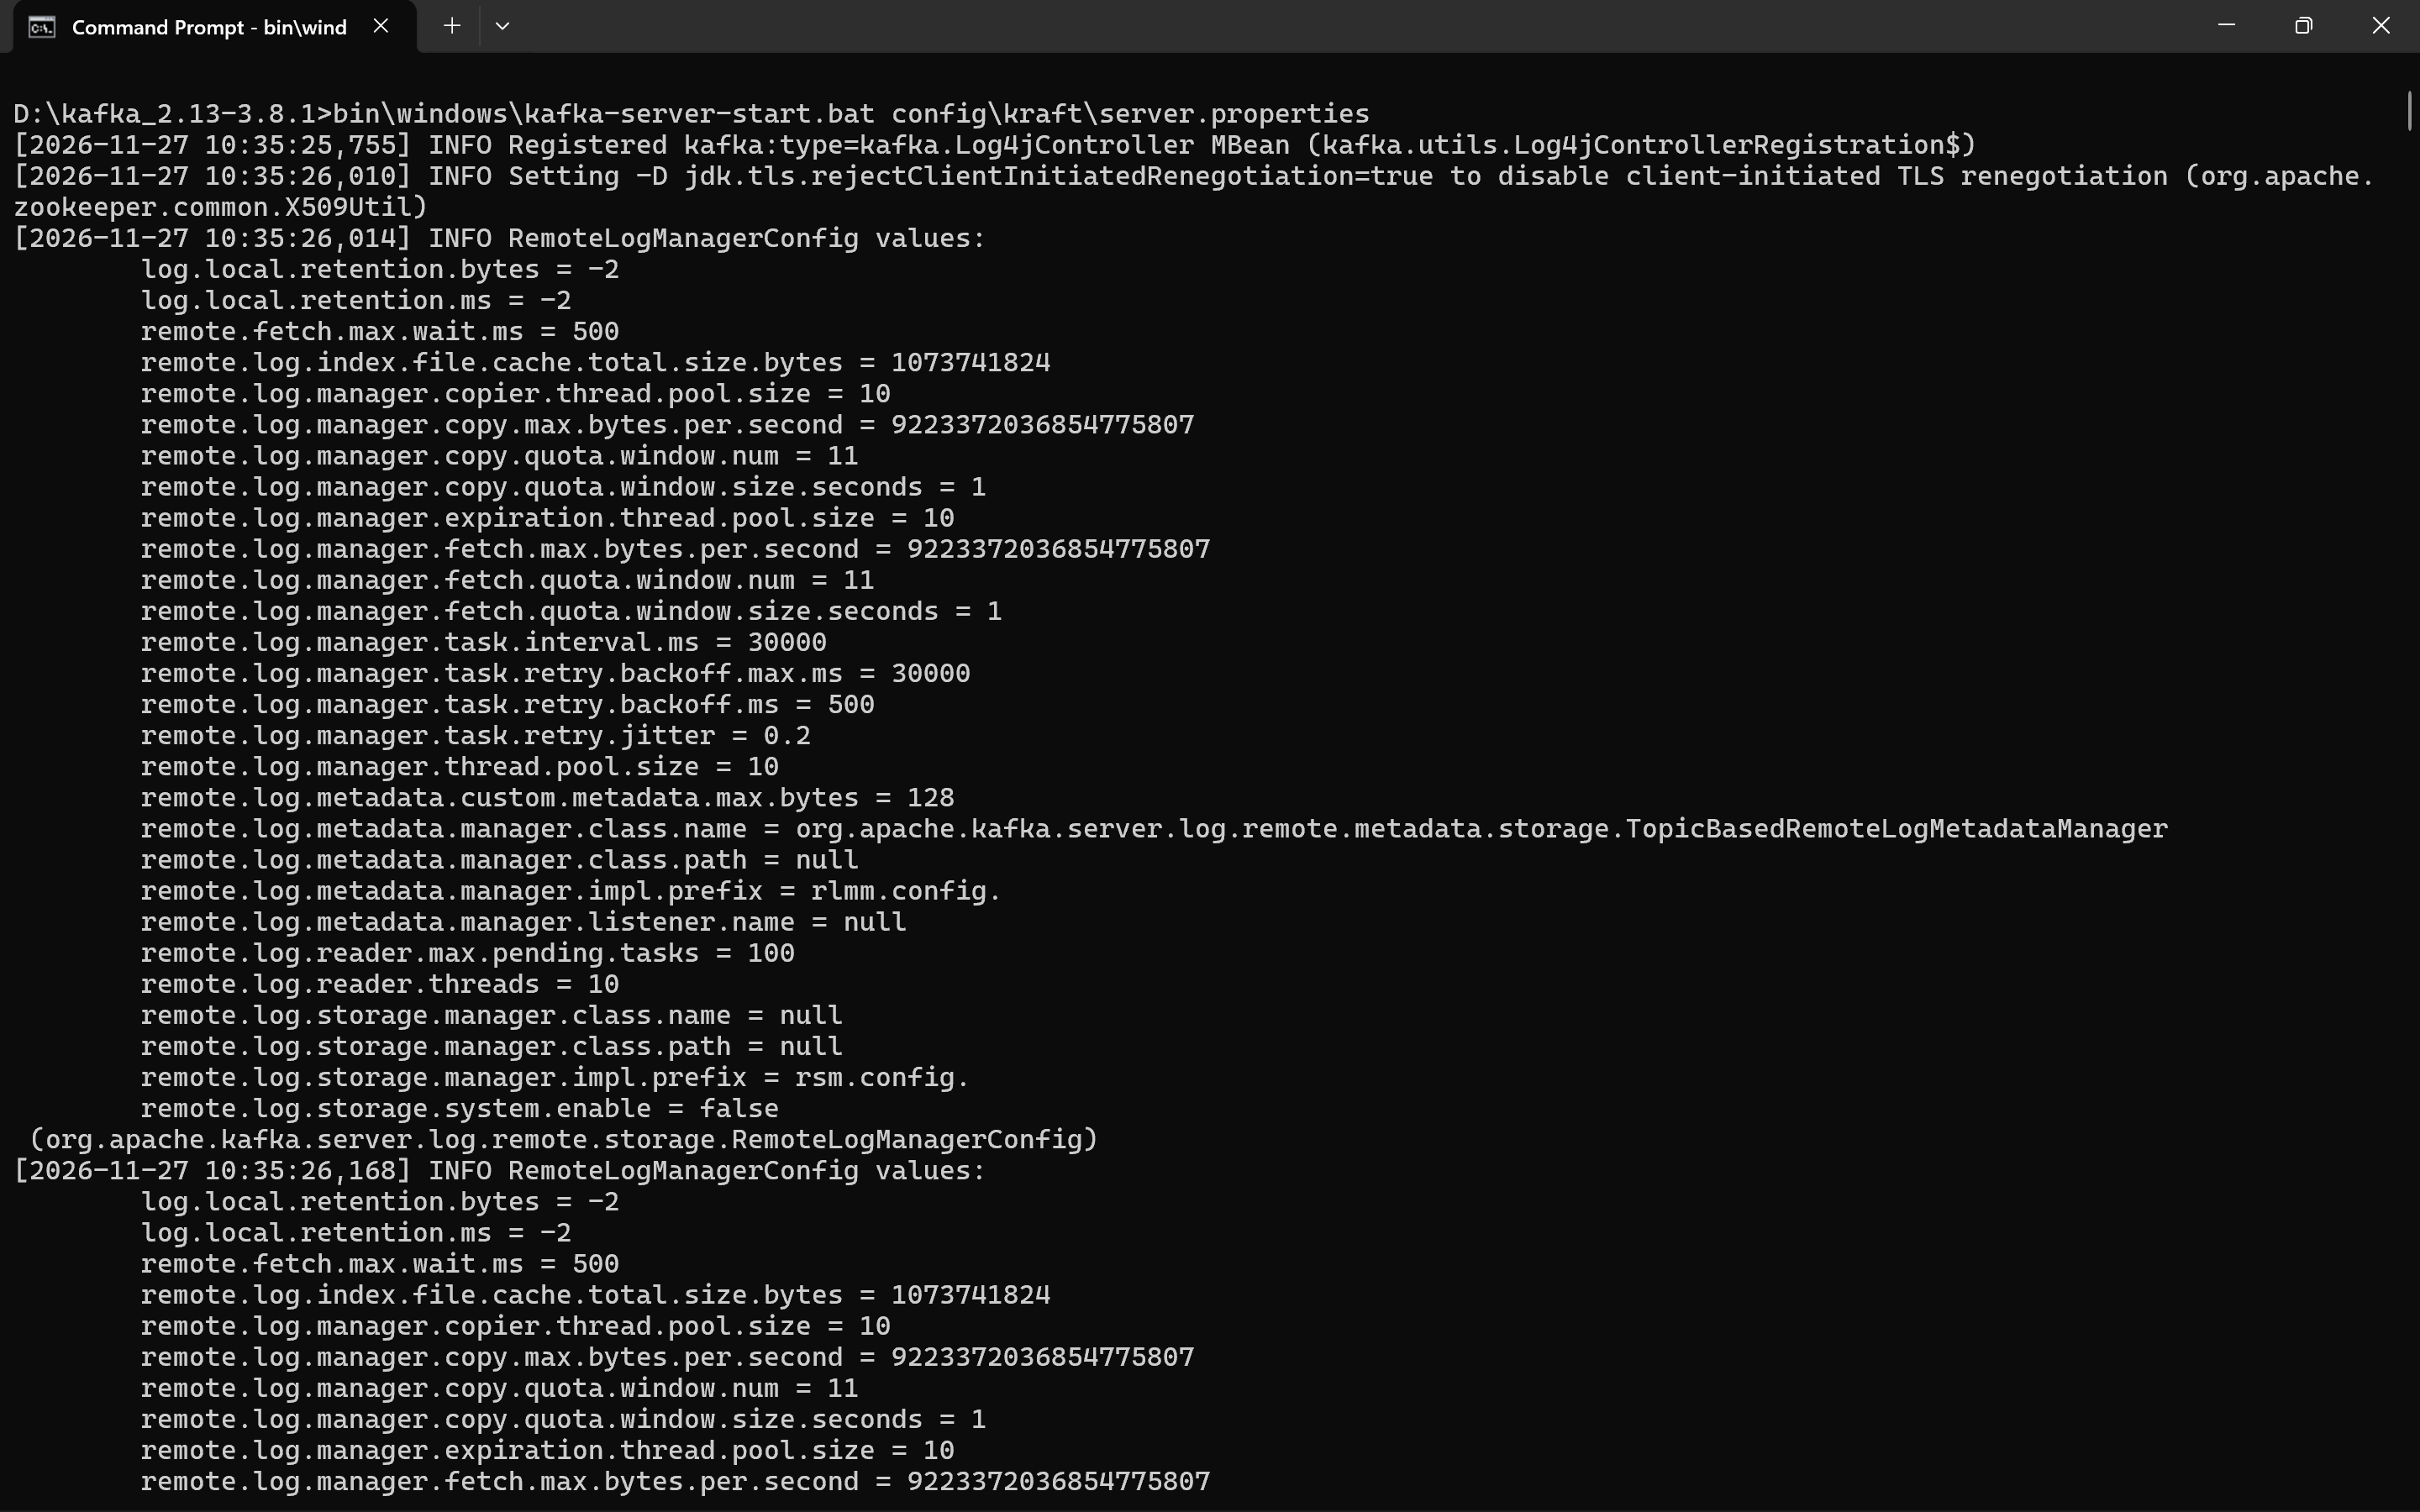 Command Prompt - bin\wind
D:\kafka_2.13-3.8.1>bin\windows\kafka-server-start.bat config\kraft\server.properties
[2026-11-27 10:35:25,755] INFO Registered kafka:type=kafka.Log4jController MBean (kafka.utils.Log4jControllerRegistration$)
[2026-11-27 10:35:26,010] INFO Setting -D jdk.tls.rejectClientInitiatedRenegotiation=true to disable client-initiated TLS renegotiation (org.apache.
zookeeper.common.X509Util)
[2026-11-27 10:35:26,014] INFO RemoteLogManagerConfig values:
log.local.retention.bytes = -2
log.local.retention.ms = -2
remote.fetch.max.wait.ms = 500
remote.log.index.file.cache.total.size.bytes = 1073741824
remote.log.manager.copier.thread.pool.size = 10
remote.log.manager.copy.max.bytes.per.second = 9223372036854775807
remote.log.manager.copy.quota.window.num = 11
remote.log.manager.copy.quota.window.size.seconds = 1
remote.log.manager.expiration.thread.pool.size = 10
remote.log.manager.fetch.max.bytes.per.second = 9223372036854775807
remote.log.manager.fetch.quota.window.num = 11
remote.log.manager.fetch.quota.window.size.seconds = 1
remote.log.manager.task.interval.ms = 30000
remote.log.manager.task.retry.backoff.max.ms = 30000
remote.log.manager.task.retry.backoff.ms = 500
remote.log.manager.task.retry.jitter = 0.2
remote.log.manager.thread.pool.size = 10
remote.log.metadata.custom.metadata.max.bytes = 128
remote.log.metadata.manager.class.name = org.apache.kafka.server.log.remote.metadata.storage.TopicBasedRemoteLogMetadataManager
remote.log.metadata.manager.class.path = null
remote.log.metadata.manager.impl.prefix = rlmm.config.
remote.log.metadata.manager.listener.name = null
remote.log.reader.max.pending.tasks = 100
remote.log.reader.threads = 10
remote.log.storage.manager.class.name = null
remote.log.storage.manager.class.path = null
remote.log.storage.manager.impl.prefix = rsm.config.
remote.log.storage.system.enable = false
(org.apache.kafka.server.log.remote.storage.RemoteLogManagerConfig)
[2026-11-27 10:35:26,168] INFO RemoteLogManagerConfig values:
log.local.retention.bytes = -2
log.local.retention.ms = -2
remote.fetch.max.wait.ms = 500
remote.log.index.file.cache.total.size.bytes = 1073741824
remote.log.manager.copier.thread.pool.size = 10
remote.log.manager.copy.max.bytes.per.second = 9223372036854775807
remote.log.manager.copy.quota.window.num = 11
remote.log.manager.copy.quota.window.size.seconds = 1
remote.log.manager.expiration.thread.pool.size = 10
remote.log.manager.fetch.max.bytes.per.second = 9223372036854775807